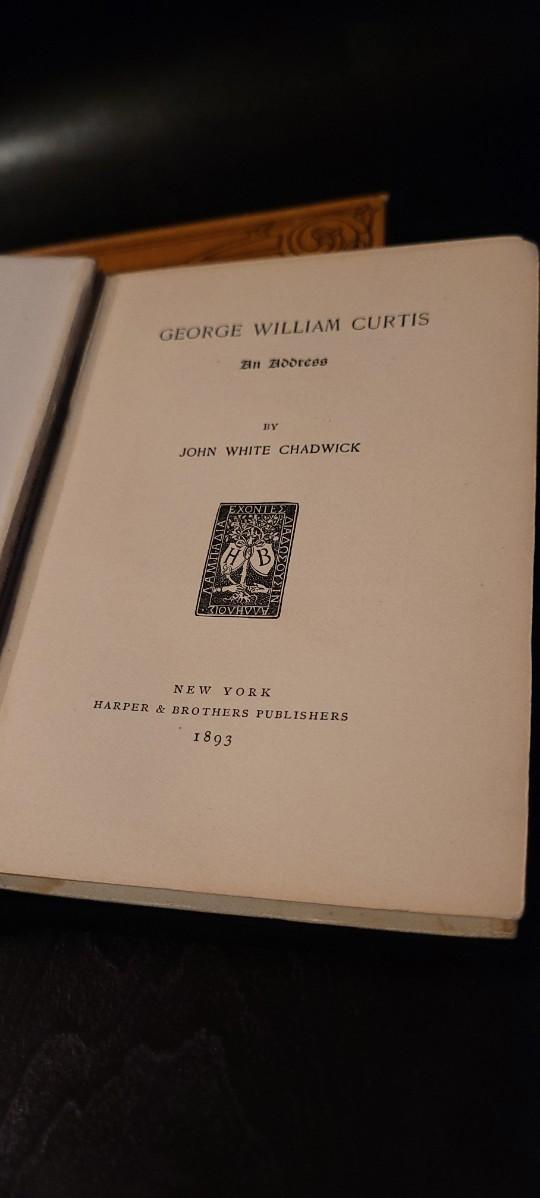 GEORGE WILLIAM CURTIS
An Address
BY
JOHN WHITE CHADWICK
ΛΑΜΠΑΔΙΑ
ΕΧΟΝΤΕΣ
ΔΙΑΔΩΣΟΥΣΙΝ
ΑΛΛΗΛΟΙΣ
H B
NEW YORK
HARPER & BROTHERS PUBLISHERS
1893